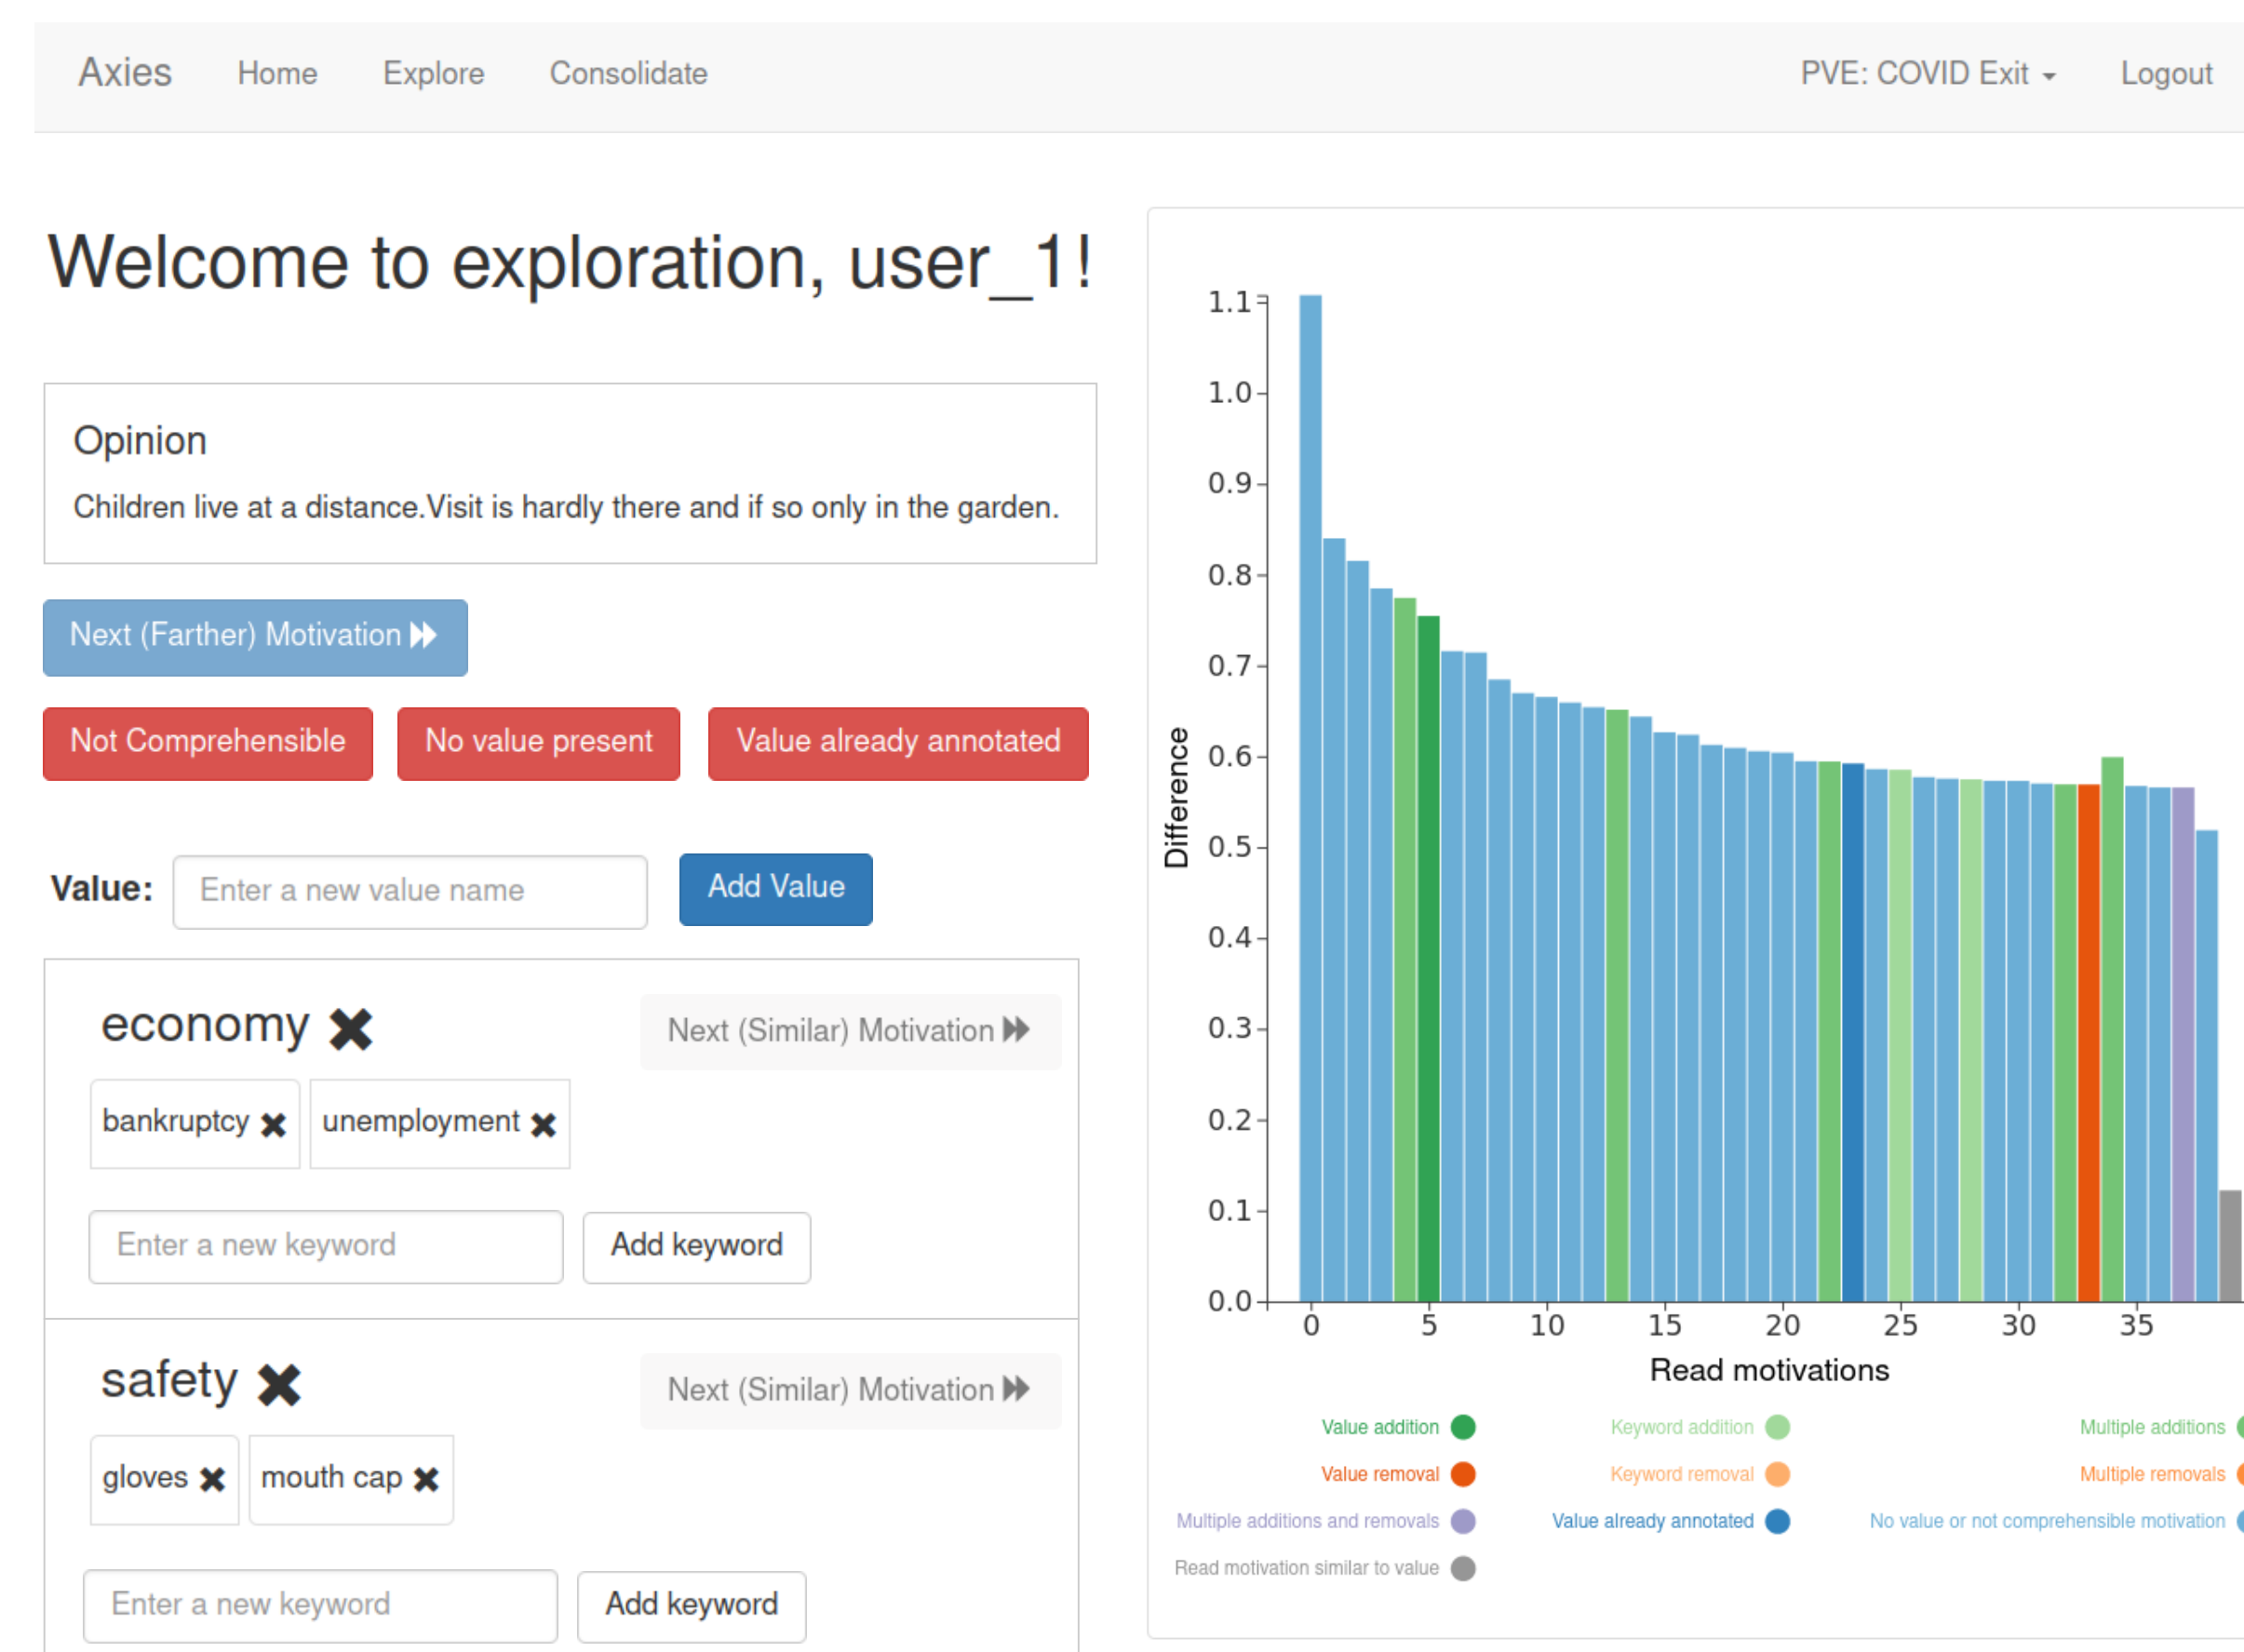 Axies Home Explore Consolidate PVE: COVID Exit Logout
Welcome to exploration, user_1!
Opinion
Children live at a distance.Visit is hardly there and if so only in the garden.
Next (Farther) Motivation
Not Comprehensible No value present Value already annotated
Value: Enter a new value name Add Value
economy Next (Similar) Motivation
bankruptcy unemployment
Enter a new keyword Add keyword
safety Next (Similar) Motivation
gloves mouth cap
Enter a new keyword Add keyword
Difference
1.1
1.0
0.9
0.8
0.7
0.6
0.5
0.4
0.3
0.2
0.1
0.0
0 5 10 15 20 25 30 35
Read motivations
Value addition Keyword addition Multiple additions
Value removal Keyword removal Multiple removals
Multiple additions and removals Value already annotated No value or not comprehensible motivation
Read motivation similar to value